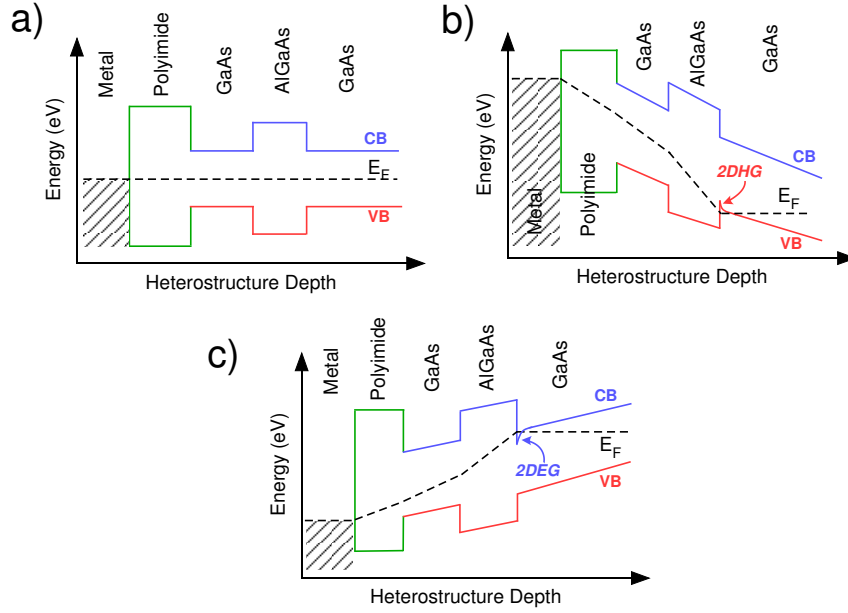 a)
Metal
Polyimide
GaAs
AlGaAs
GaAs
Energy (eV)
CB
E_F
VB
Heterostructure Depth
b)
GaAs
AlGaAs
GaAs
Energy (eV)
Metal
Polyimide
CB
2DHG
E_F
VB
Heterostructure Depth
c)
Metal
Polyimide
GaAs
AlGaAs
GaAs
Energy (eV)
CB
E_F
2DEG
VB
Heterostructure Depth